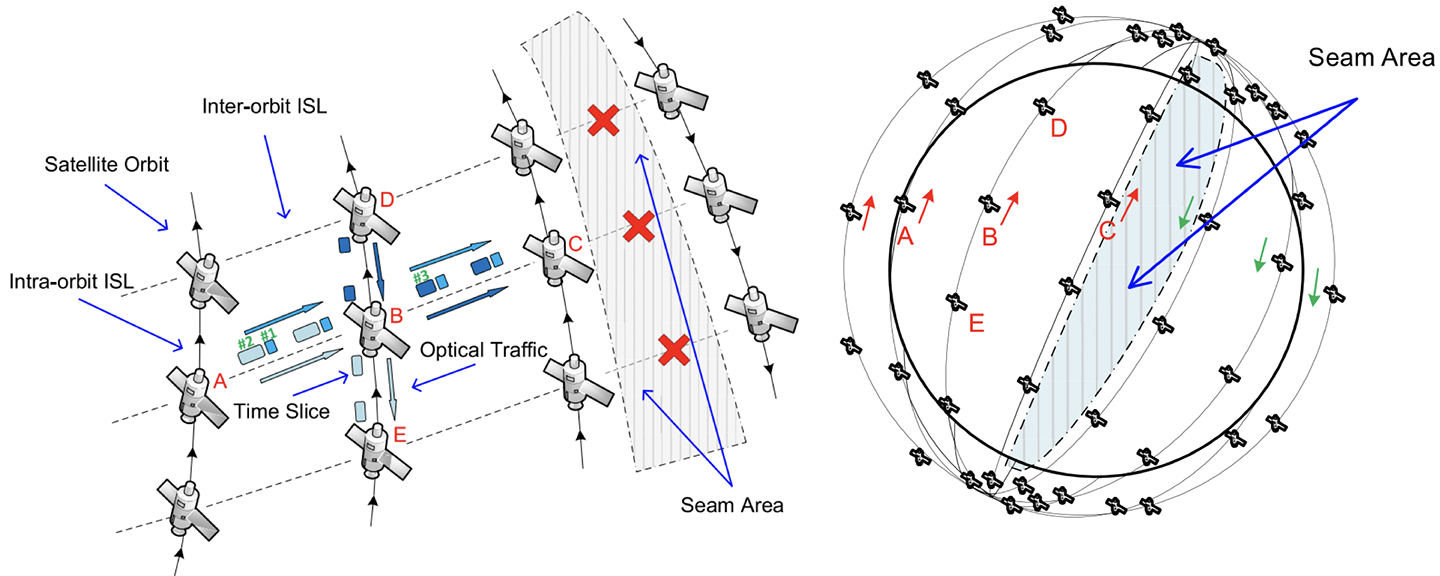 Inter-orbit ISL
Satellite Orbit
Intra-orbit ISL
D
C
#3
B
#2
#1
A
Optical Traffic
Time Slice
E
Seam Area
Seam Area
D
A
B
C
E